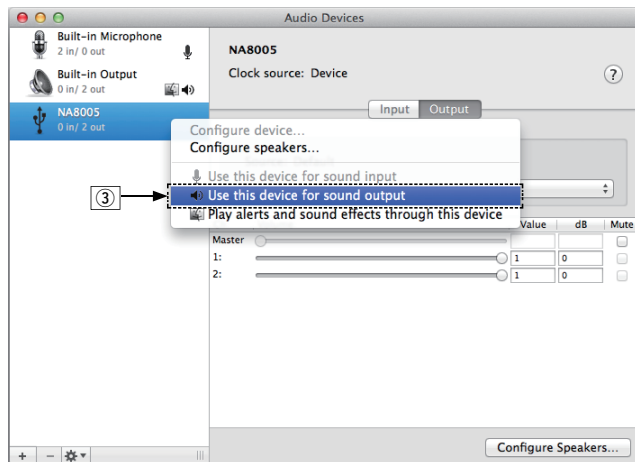 Audio Devices
Built-in Microphone
2 in/ 0 out
Built-in Output
0 in/ 2 out
NA8005
0 in/ 2 out
NA8005
Clock source: Device
?
Input
Output
Configure device...
Configure speakers...
Use this device for sound input
③
Use this device for sound output
Play alerts and sound effects through this device
Value
dB
Mute
Master
1:
1
0
2:
1
0
+ −
Configure Speakers...